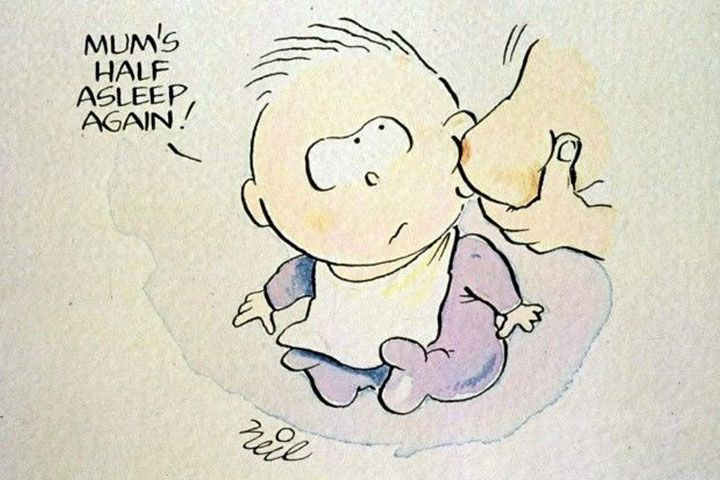 MUM'S
HALF
ASLEEP
AGAIN!
neil